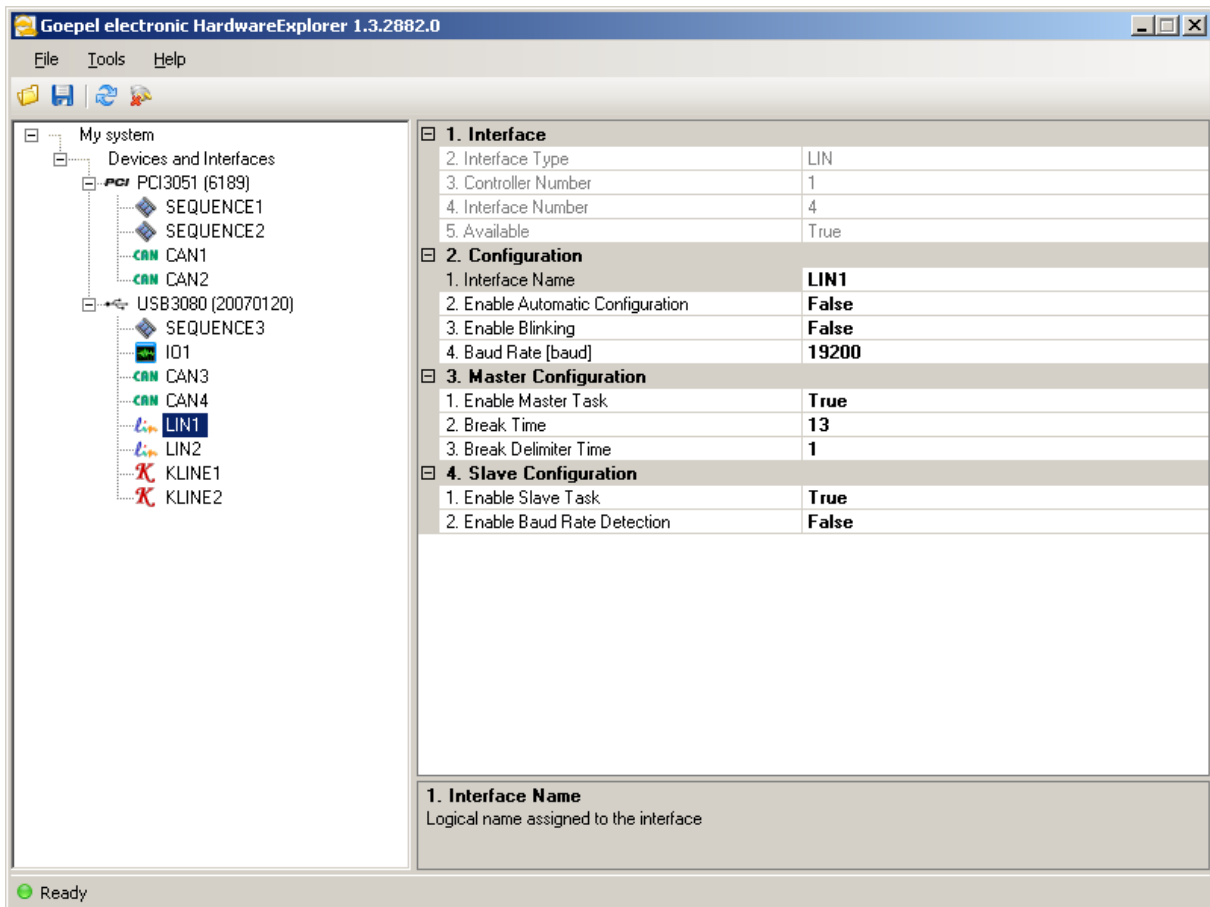 Goepel electronic HardwareExplorer 1.3.2882.0
File Tools Help
My system
Devices and Interfaces
PCI PCI3051 (6189)
SEQUENCE1
SEQUENCE2
CAN CAN1
CAN CAN2
USB3080 (20070120)
SEQUENCE3
IO1
CAN CAN3
CAN CAN4
Lin LIN1
Lin LIN2
K KLINE1
K KLINE2
1. Interface
2. Interface Type LIN
3. Controller Number 1
4. Interface Number 4
5. Available True
2. Configuration
1. Interface Name LIN1
2. Enable Automatic Configuration False
3. Enable Blinking False
4. Baud Rate [baud] 19200
3. Master Configuration
1. Enable Master Task True
2. Break Time 13
3. Break Delimiter Time 1
4. Slave Configuration
1. Enable Slave Task True
2. Enable Baud Rate Detection False
1. Interface Name
Logical name assigned to the interface
Ready